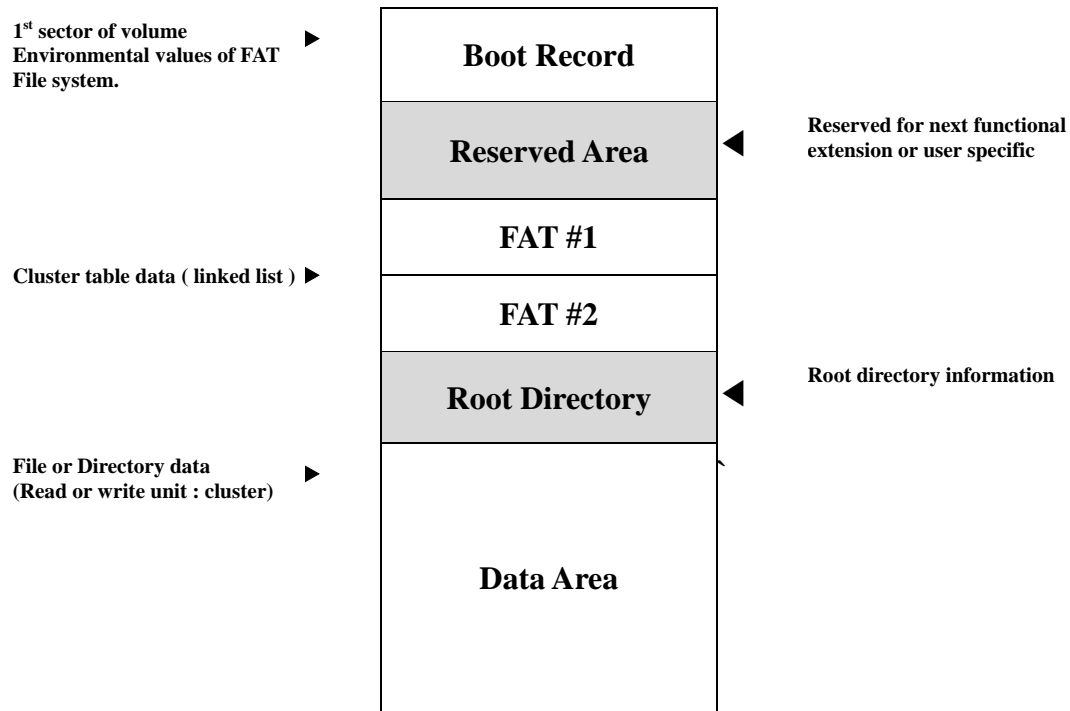 1st sector of volume
Environmental values of FAT
File system.
Boot Record
Reserved Area
Reserved for next functional
extension or user specific
FAT #1
Cluster table data ( linked list )
FAT #2
Root Directory
Root directory information
File or Directory data
(Read or write unit : cluster)
`
Data Area